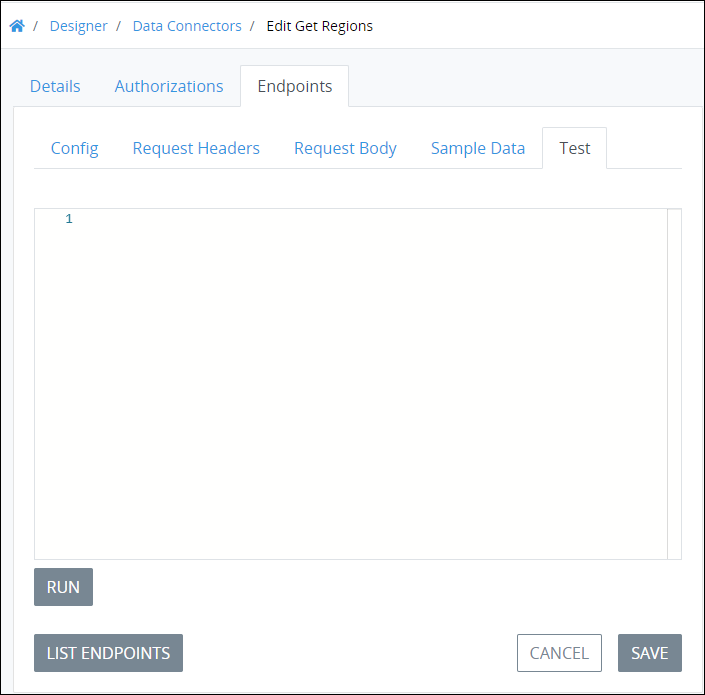 / Designer / Data Connectors / Edit Get Regions
Details Authorizations Endpoints
Config Request Headers Request Body Sample Data Test
1
RUN
LIST ENDPOINTS CANCEL SAVE